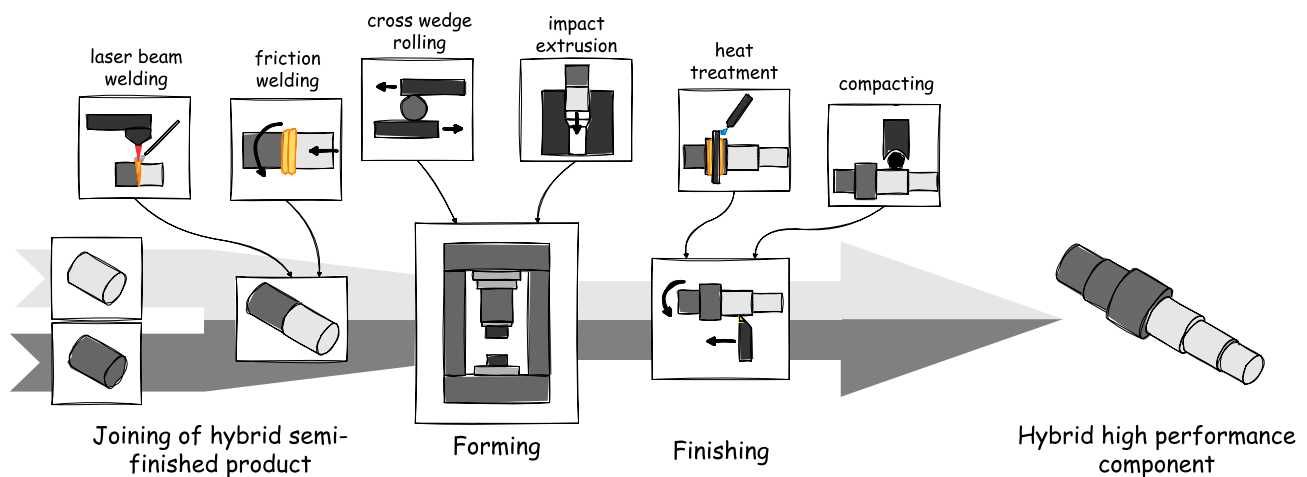 laser beam
welding
friction
welding
cross wedge
rolling
impact
extrusion
heat
treatment
compacting
Joining of hybrid semi-
finished product
Forming
Finishing
Hybrid high performance
component